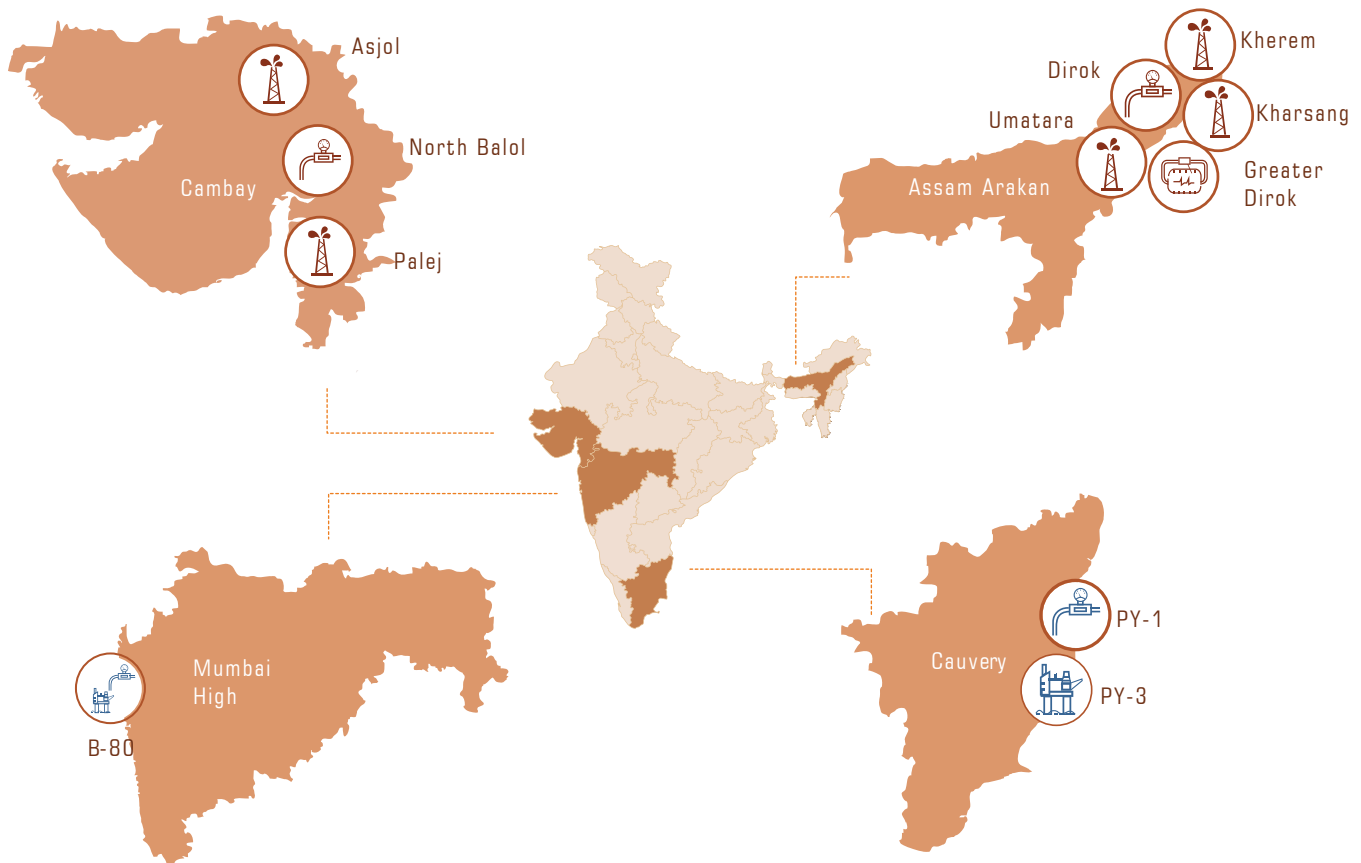 Asjol
North Balol
Cambay
Palej
Kherem
Dirok
Kharsang
Umatara
Greater
Dirok
Assam Arakan
Mumbai
High
B-80
PY-1
Cauvery
PY-3